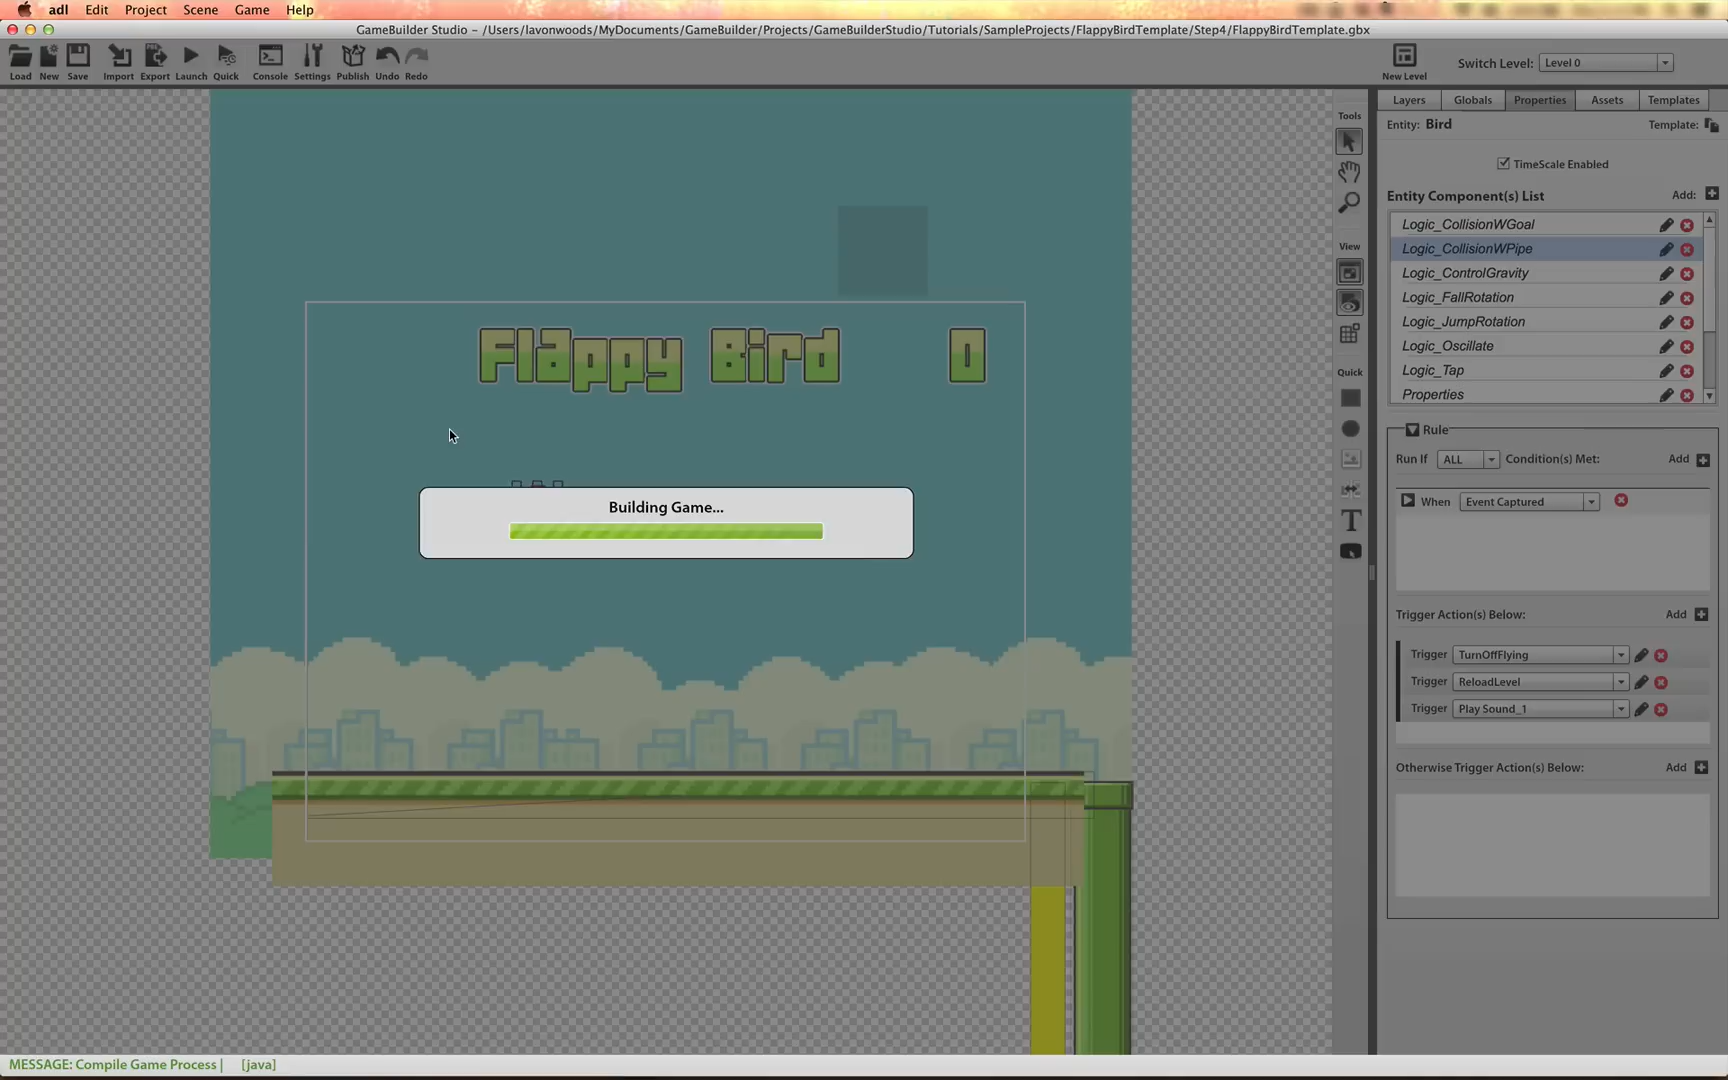 adl Edit Project Scene Game Help
GameBuilder Studio - /Users/lavonwoods/MyDocuments/GameBuilder/Projects/GameBuilderStudio/Tutorials/SampleProjects/FlappyBirdTemplate/Step4/FlappyBirdTemplate.gbx
Load New Save Import Export Launch Quick Console Settings Publish Undo Redo New Level Switch Level: Level 0
Layers Globals Properties Assets Templates
Tools
Entity: Bird Template:
TimeScale Enabled
Entity Component(s) List Add:
Logic_CollisionWGoal
View
Logic_CollisionWPipe
Logic_ControlGravity
Logic_FallRotation
Logic_JumpRotation
Logic_Oscillate
Quick
Logic_Tap
Properties
Flappy Bird 0
Rule
Run If ALL Condition(s) Met: Add
When Event Captured
T
Building Game...
Trigger Action(s) Below: Add
Trigger TurnOffFlying
Trigger ReloadLevel
Trigger Play Sound_1
Otherwise Trigger Action(s) Below: Add
MESSAGE: Compile Game Process | [java]